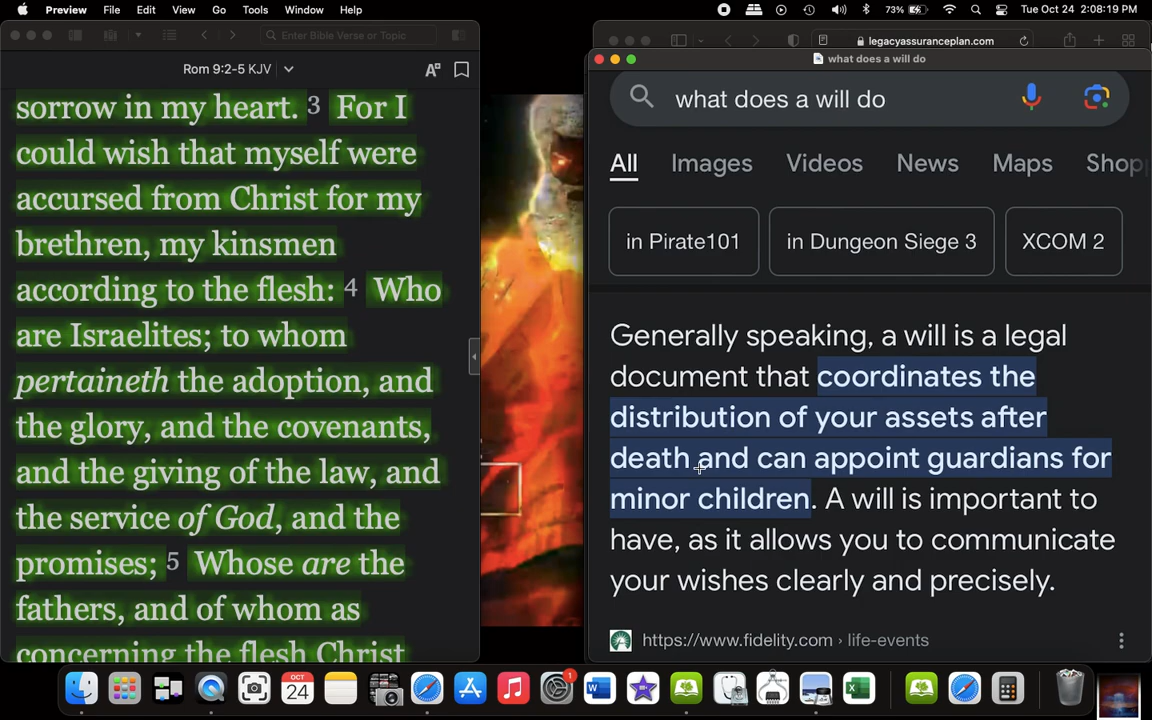 Preview File Edit View Go Tools Window Help
73% Tue Oct 24 2:08:19 PM
Enter Bible Verse or Topic
Rom 9:2-5 KJV
A
sorrow in my heart. 3 For I
could wish that myself were
accursed from Christ for my
brethren, my kinsmen
according to the flesh: 4 Who
are Israelites; to whom
pertaineth the adoption, and
the glory, and the covenants,
and the giving of the law, and
the service of God, and the
promises; 5 Whose are the
fathers, and of whom as
concerning the flesh Christ
legacyassuranceplan.com
what does a will do
what does a will do
All Images Videos News Maps Shop
in Pirate101 in Dungeon Siege 3 XCOM 2
Generally speaking, a will is a legal
document that coordinates the
distribution of your assets after
death and can appoint guardians for
minor children. A will is important to
have, as it allows you to communicate
your wishes clearly and precisely.
https://www.fidelity.com › life-events
OCT
24
1